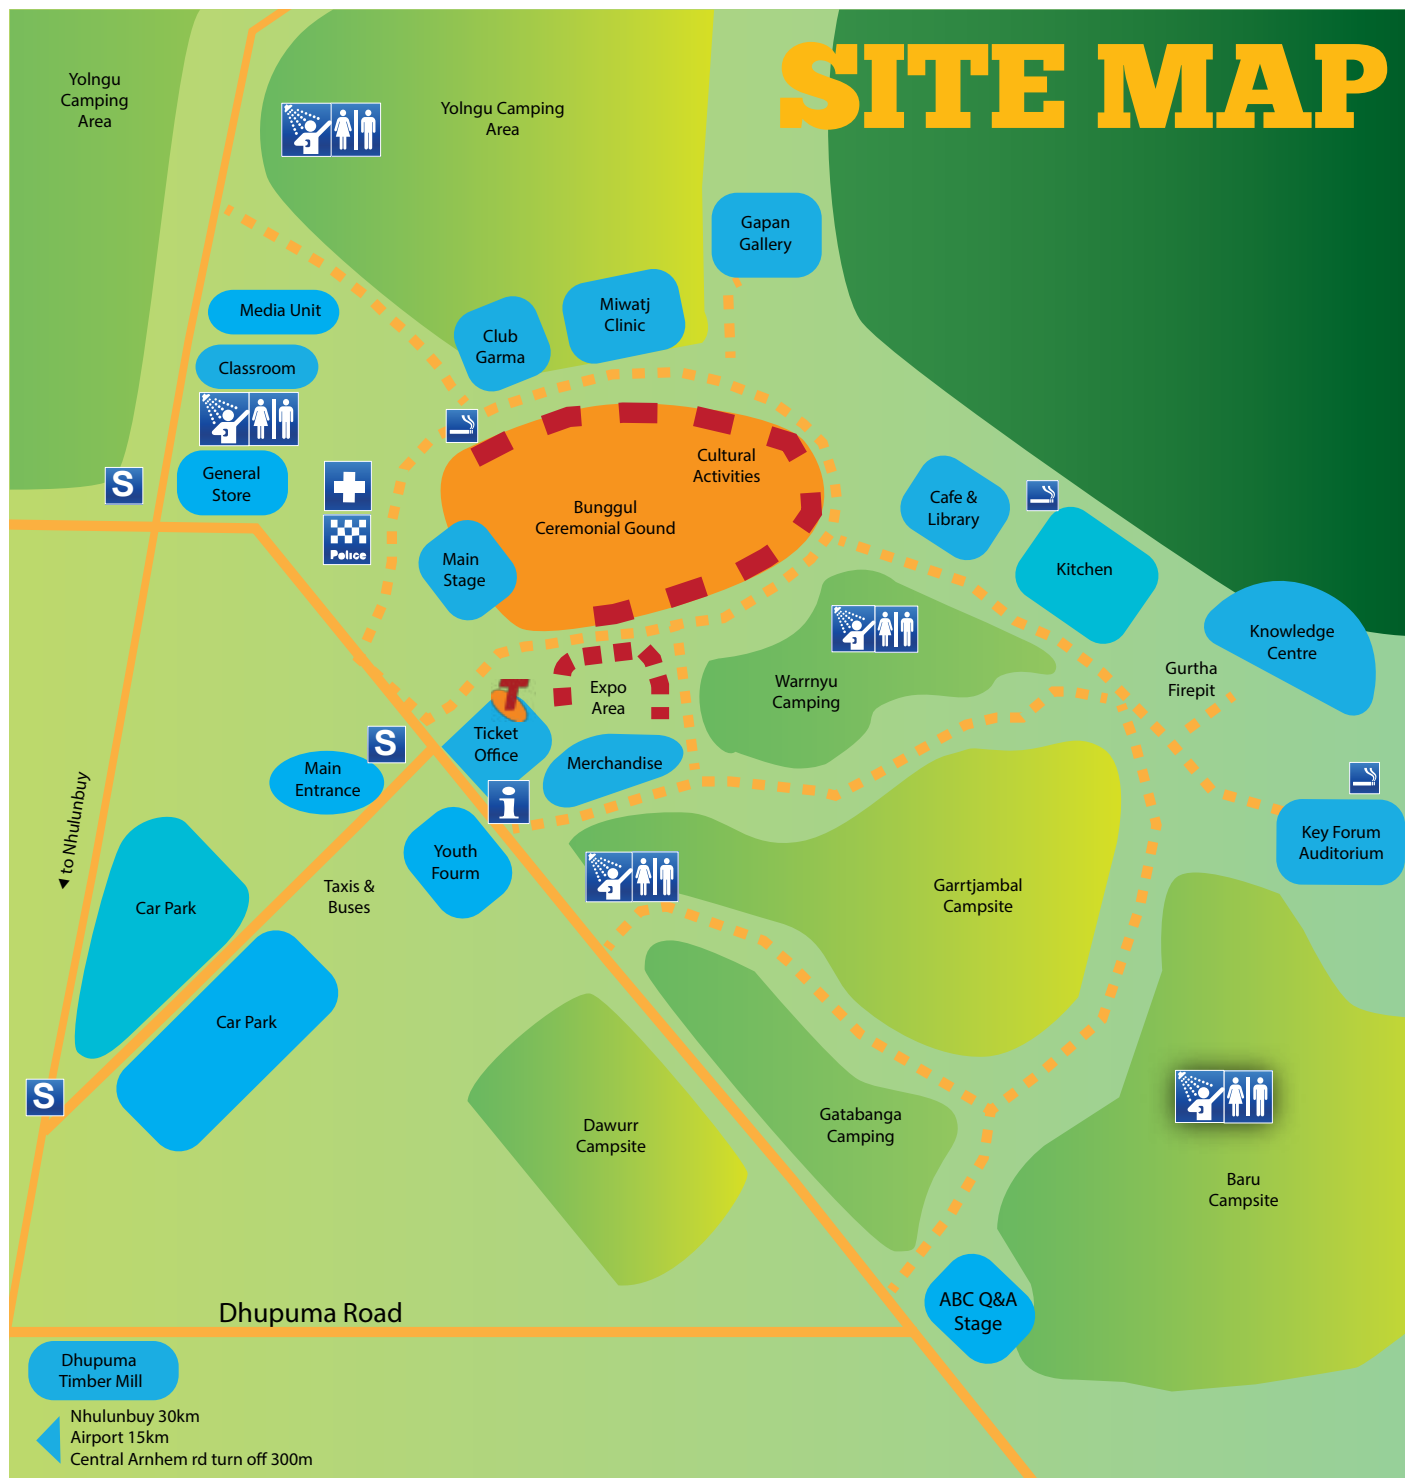 SITE MAP
Yolngu
Camping
Area
Yolngu Camping
Area
Gapan
Gallery
Media Unit
Club
Garma
Miwatj
Clinic
Classroom
General
Store
S
Police
Cultural
Activities
Bunggul
Ceremonial Gound
Main
Stage
Cafe &
Library
Kitchen
Knowledge
Centre
Gurtha
Firepit
Warrnyu
Camping
Expo
Area
T
Ticket
Office
Merchandise
S
Main
Entrance
i
to Nhulunbuy
Youth
Fourm
Key Forum
Auditorium
Taxis &
Buses
Car Park
Garrtjambal
Campsite
Car Park
S
Dawurr
Campsite
Gatabanga
Camping
Baru
Campsite
ABC Q&A
Stage
Dhupuma Road
Dhupuma
Timber Mill
Nhulunbuy 30km
Airport 15km
Central Arnhem rd turn off 300m